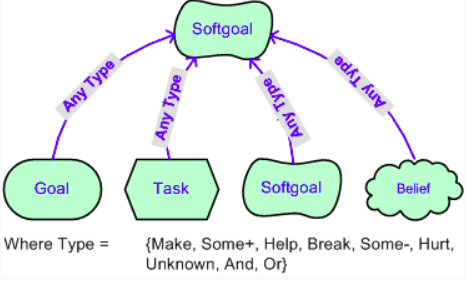 Softgoal
Any Type
Any Type
Any Type
Any Type
Goal
Task
Softgoal
Belief
Where Type = {Make, Some+, Help, Break, Some-, Hurt,
Unknown, And, Or}